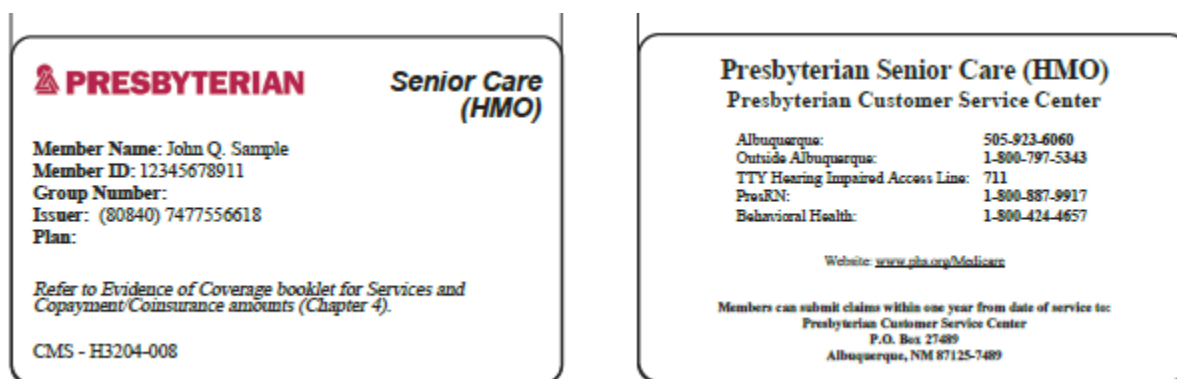 PRESBYTERIAN
Senior Care
(HMO)
Member Name: John Q. Sample
Member ID: 12345678911
Group Number:
Issuer: (80840) 7477556618
Plan:
Refer to Evidence of Coverage booklet for Services and
Copayment/Coinsurance amounts (Chapter 4).
CMS - H3204-008
Presbyterian Senior Care (HMO)
Presbyterian Customer Service Center
Albuquerque: 505-923-6060
Outside Albuquerque: 1-800-797-5343
TTY Hearing Impaired Access Line: 711
PresRN: 1-800-887-9917
Behavioral Health: 1-800-424-4657
Website: www.phs.org/Medicare
Members can submit claims within one year from date of service to:
Presbyterian Customer Service Center
P.O. Box 27489
Albuquerque, NM 87125-7489